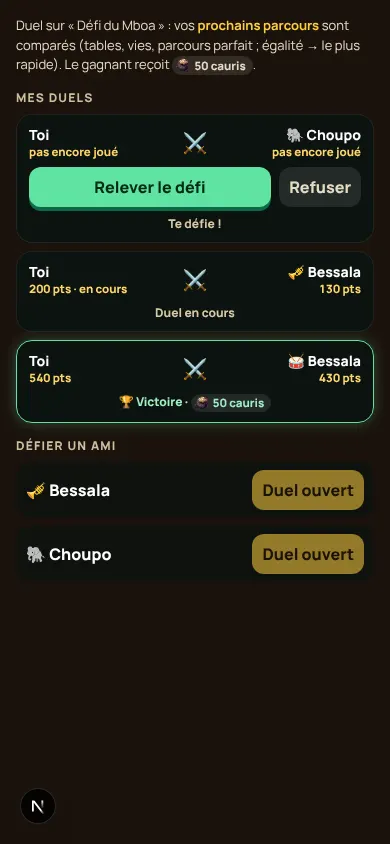 Duel sur « Défi du Mboa » : vos prochains parcours sont
comparés (tables, vies, parcours parfait ; égalité → le plus
rapide). Le gagnant reçoit 50 cauris .
MES DUELS
Toi Choupo
pas encore joué pas encore joué
Relever le défi Refuser
Te défie !
Toi Bessala
200 pts · en cours 130 pts
Duel en cours
Toi Bessala
540 pts 430 pts
Victoire · 50 cauris
DÉFIER UN AMI
Bessala Duel ouvert
Choupo Duel ouvert
N